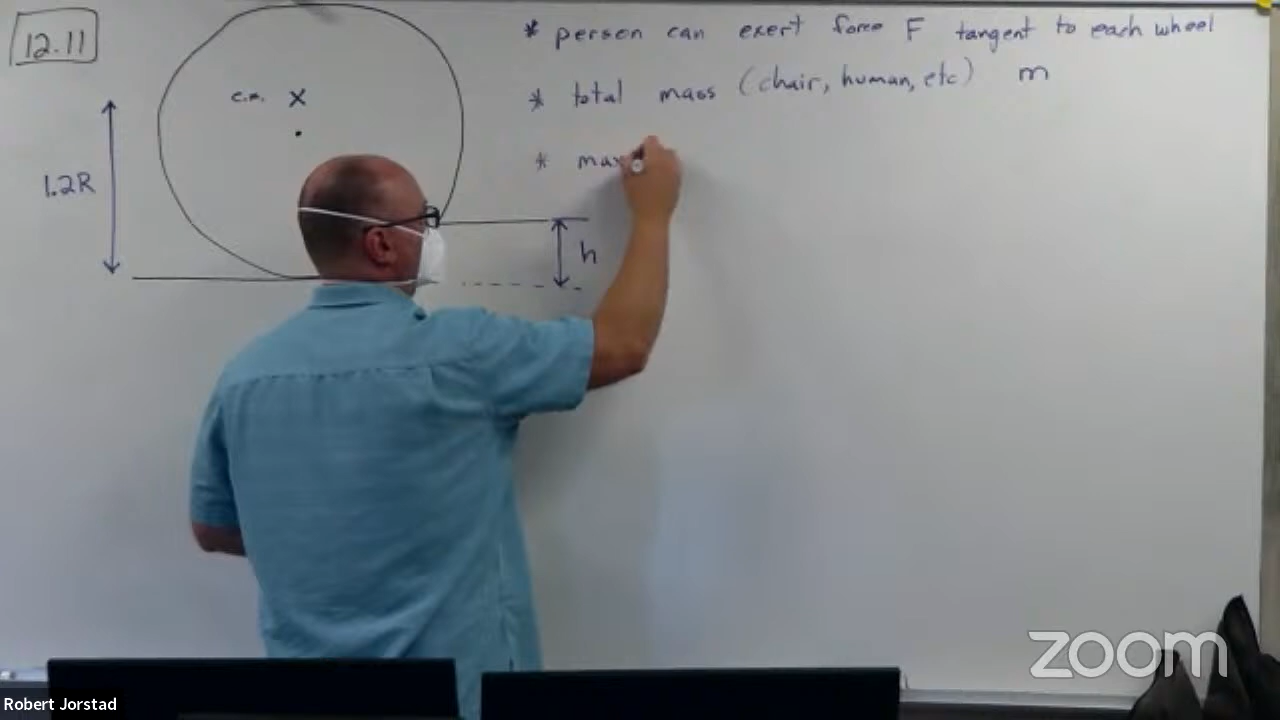 12.11
* person can exert force F tangent to each wheel
* total mass (chair, human, etc) m
* max
c.m. X
1.2R
h
zoom
Robert Jorstad